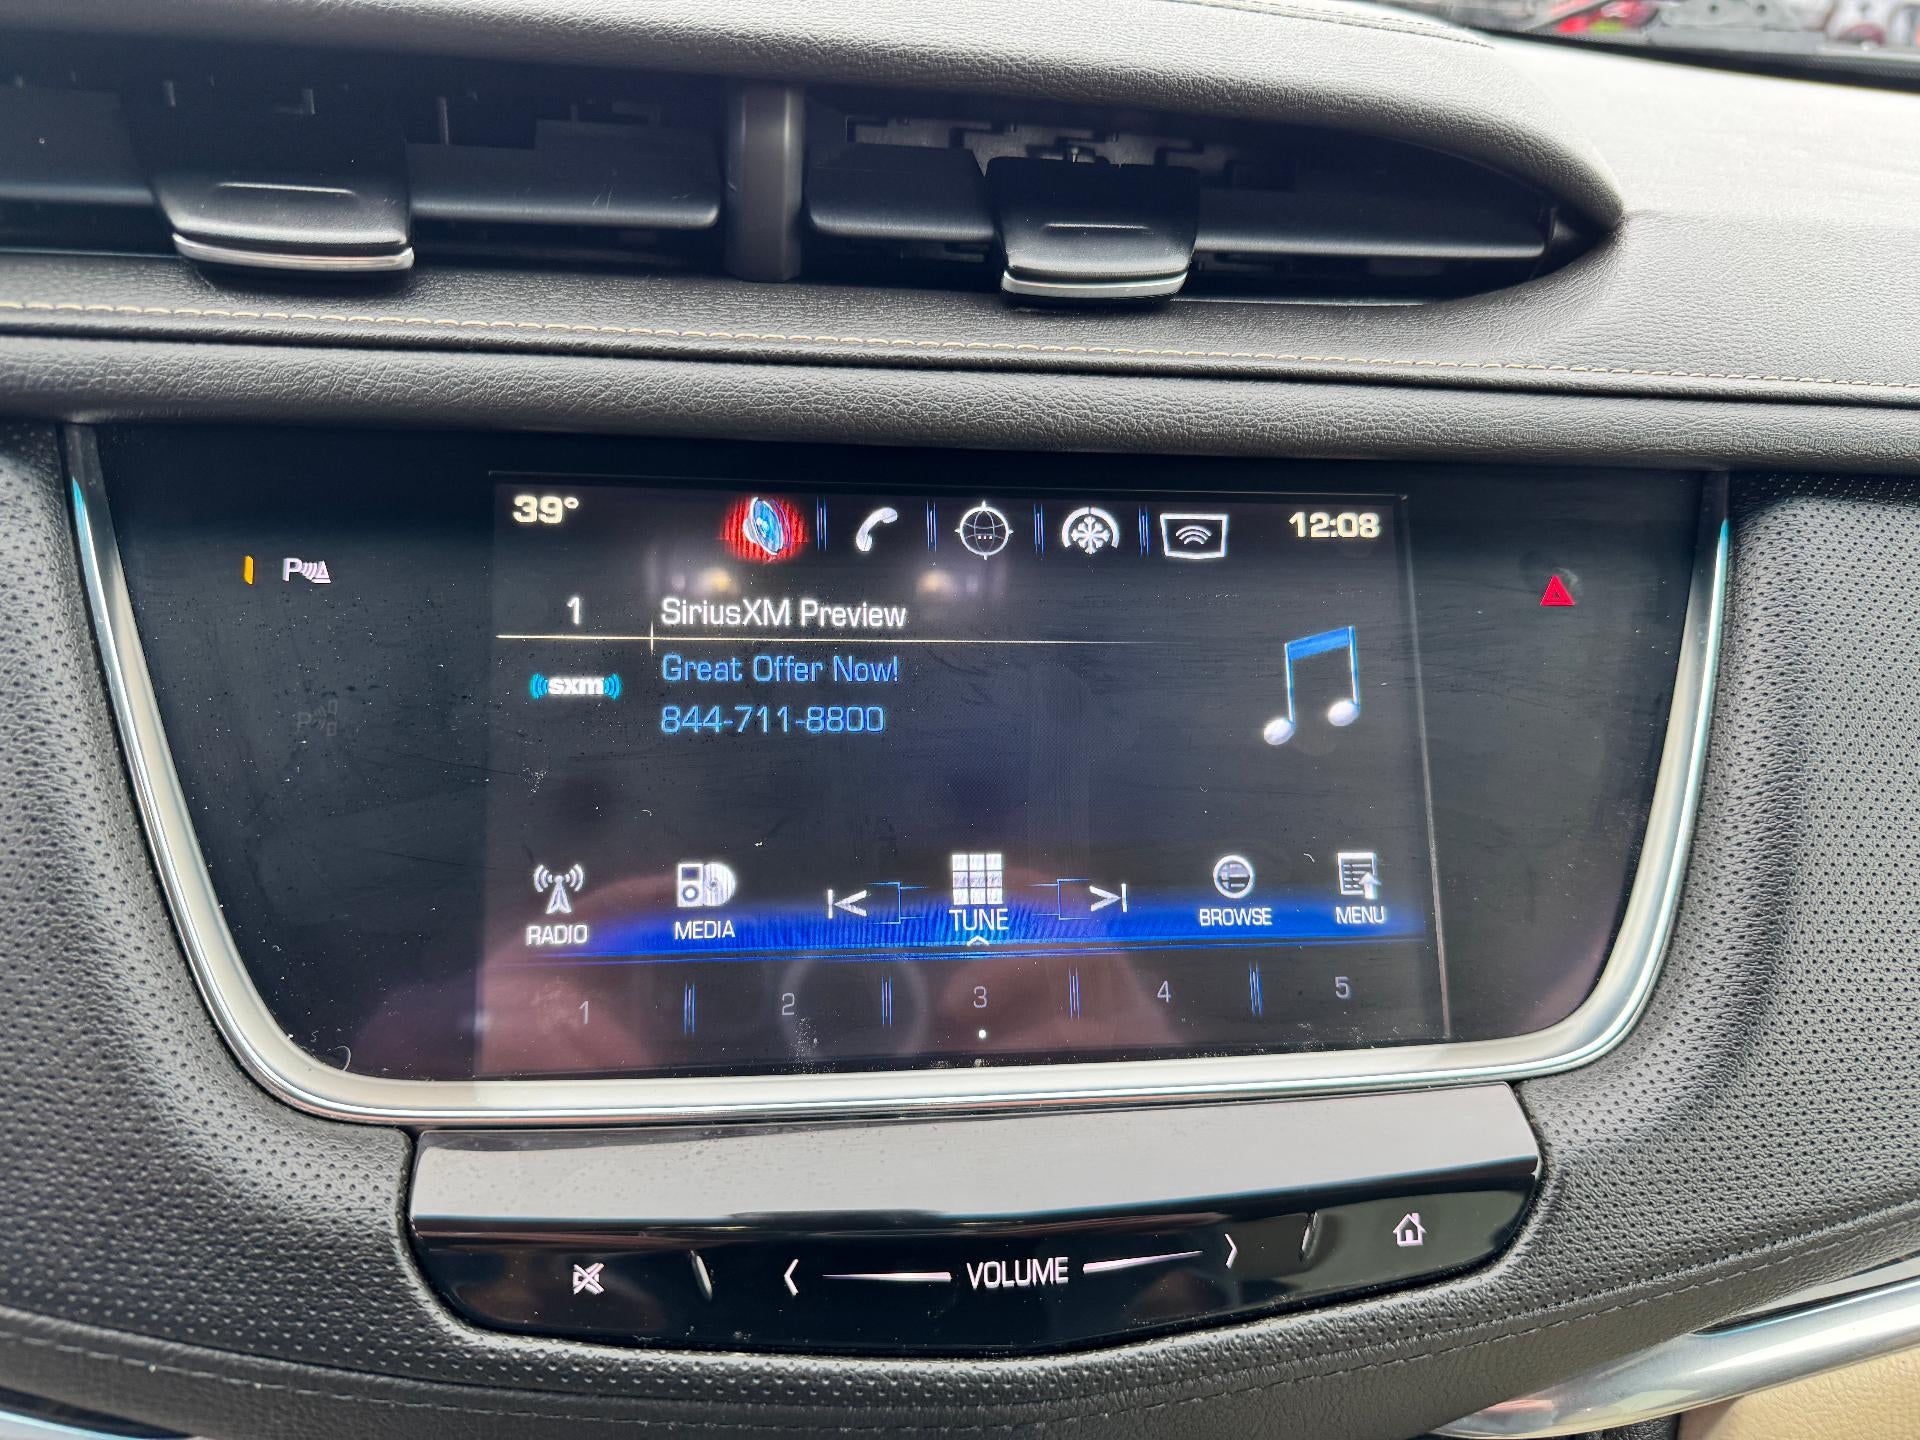 39° 12:08
P
1 SiriusXM Preview
sxm Great Offer Now!
844-711-8800
RADIO MEDIA TUNE BROWSE MENU
1 2 3 4 5
VOLUME